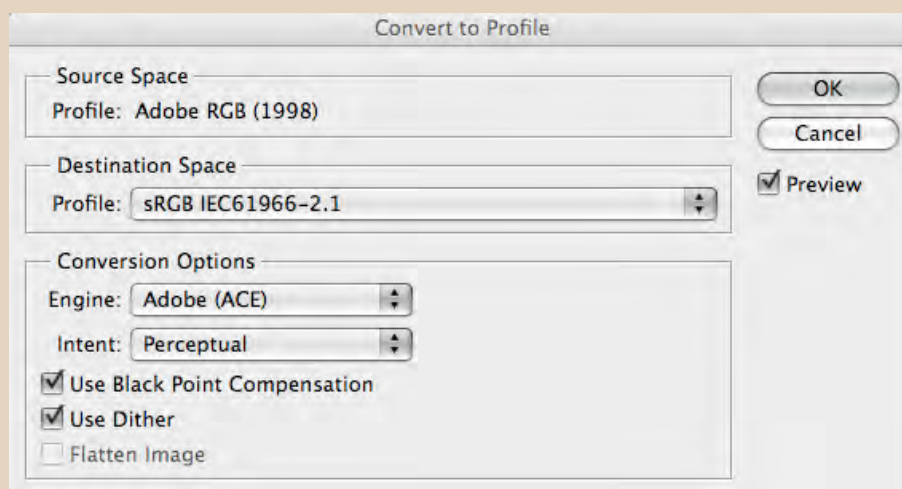 Convert to Profile
Source Space
Profile: Adobe RGB (1998)
OK
Cancel
Destination Space
Profile: sRGB IEC61966-2.1
Preview
Conversion Options
Engine: Adobe (ACE)
Intent: Perceptual
Use Black Point Compensation
Use Dither
Flatten Image